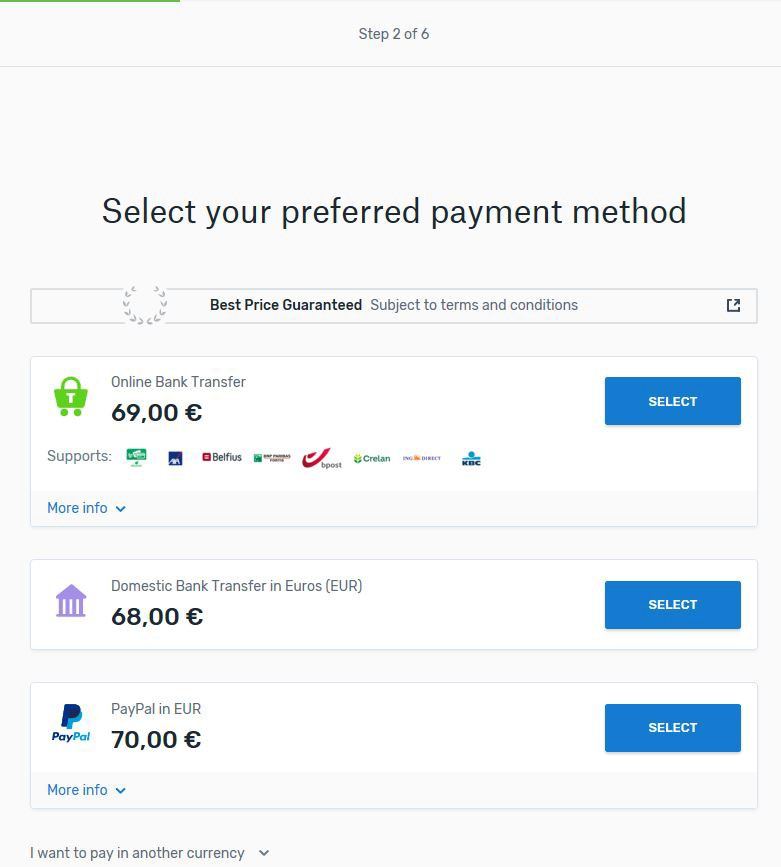 Step 2 of 6
Select your preferred payment method
Best Price Guaranteed Subject to terms and conditions
Online Bank Transfer
69,00 €
SELECT
Supports: AXA Belfius BNP PARIBAS FORTIS bpost Crelan ING DIRECT KBC
More info
Domestic Bank Transfer in Euros (EUR)
68,00 €
SELECT
PayPal in EUR
70,00 €
PayPal
SELECT
More info
I want to pay in another currency